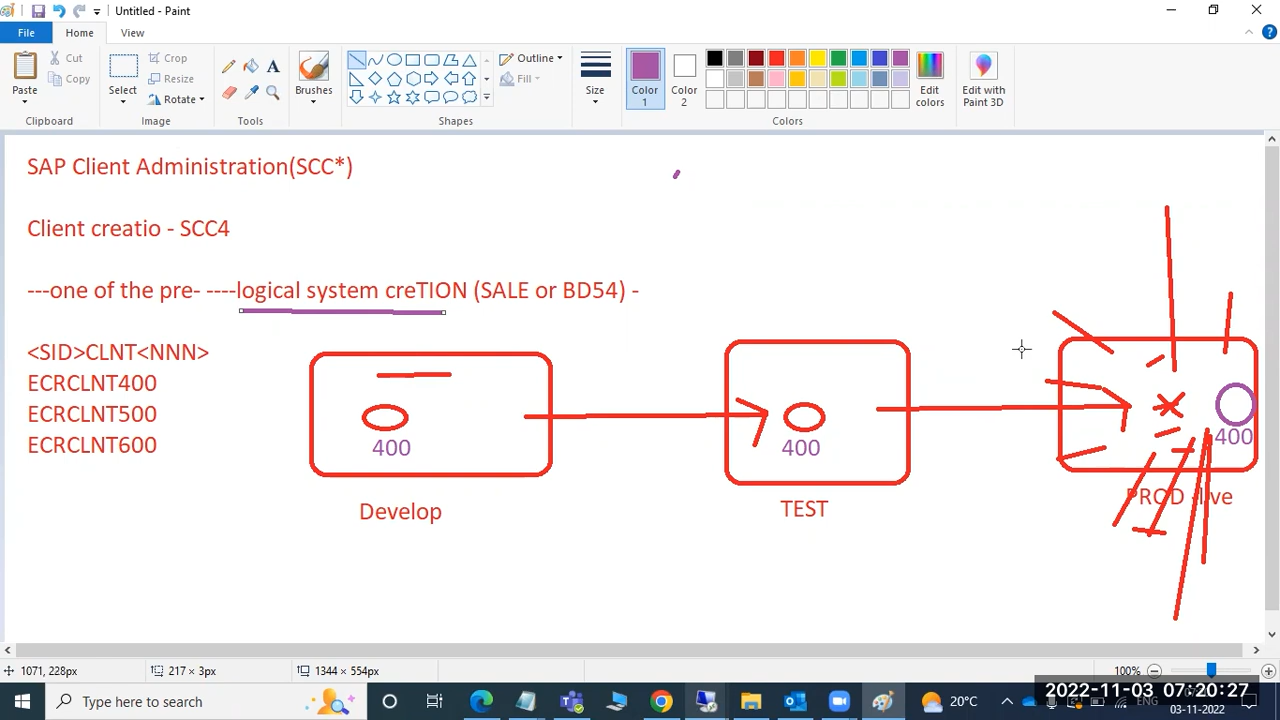 Untitled - Paint
File
Home
View
Paste
Cut
Copy
Clipboard
Select
Crop
Resize
Rotate
Image
A
Tools
Brushes
Outline
Fill
Shapes
Size
Color 1
Color 2
Edit colors
Colors
Edit with Paint 3D
SAP Client Administration(SCC*)
Client creatio - SCC4
---one of the pre- ----logical system creTION (SALE or BD54) -
<SID>CLNT<NNN>
ECRCLNT400
ECRCLNT500
ECRCLNT600
400
400
400
Develop
TEST
PROD -live
1071, 228px
217 × 3px
1344 × 554px
100%
Type here to search
20°C
ENG
2022-11-03 07:20:27
03-11-2022